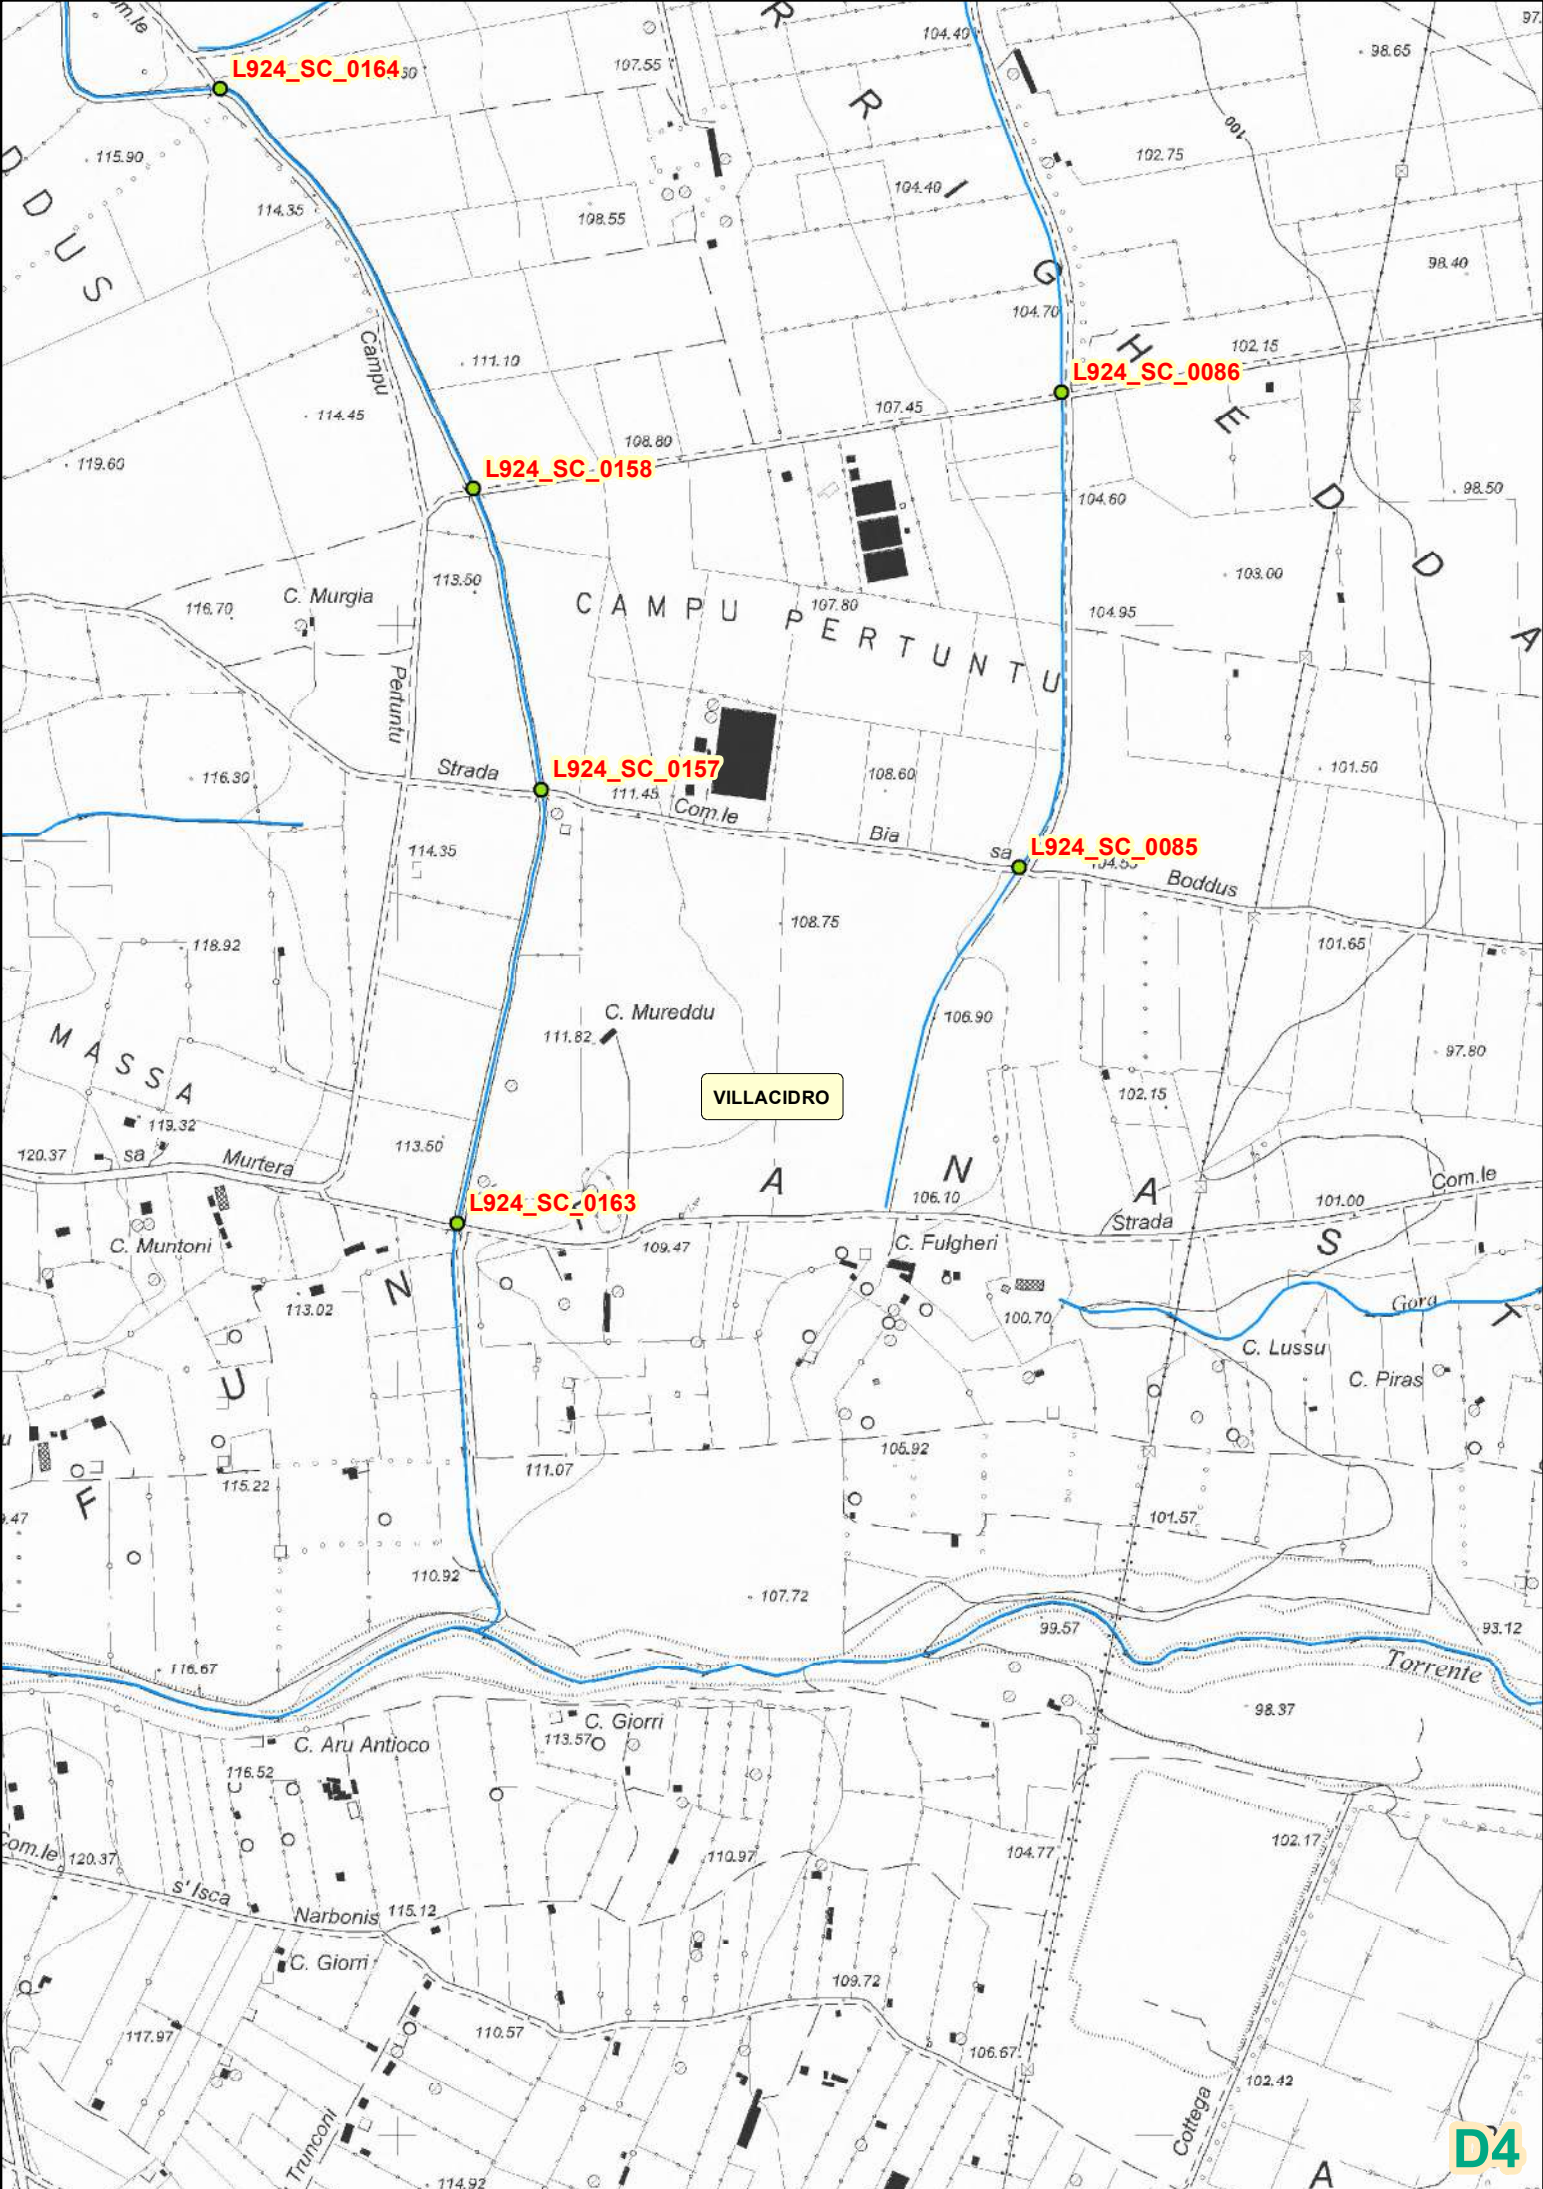 om.le
R
104.40
98.65
97.
L924_SC_0164
107.55
R
100
115.90
102.75
DDUS
114.35
108.55
104.40
G
98.40
104.70
Campu
111.10
H
102.15
L924_SC_0086
114.45
107.45
E
108.80
119.60
L924_SC_0158
D
98.50
104.60
113.50
D
103.00
C. Murgia
116.70
CAMPU PERTUNTU
107.80
104.95
A
Pertuntu
116.30
Strada
L924_SC_0157
111.45
Com.le
108.60
101.50
Bia
sa
L924_SC_0085
114.35
Boddus
118.92
108.75
101.65
C. Mureddu
111.82
106.90
MASSA
97.80
VILLACIDRO
102.15
119.32
113.50
120.37
sa
Murtera
A
N
A
Com.le
106.10
101.00
L924_SC_0163
Strada
C. Muntoni
109.47
C. Fulgheri
S
N
113.02
Gora
T
100.70
C. Lussu
U
C. Piras
105.92
111.07
115.22
F
.47
101.57
110.92
107.72
99.57
93.12
116.67
Torrente
98.37
C. Giorri
113.57
C. Aru Antioco
116.52
102.17
Com.le
120.37
110.97
104.77
s' Isca
Narbonis
115.12
C. Giorri
109.72
117.97
110.57
106.67
102.42
Cottega
Trunconi
D4
114.92
A